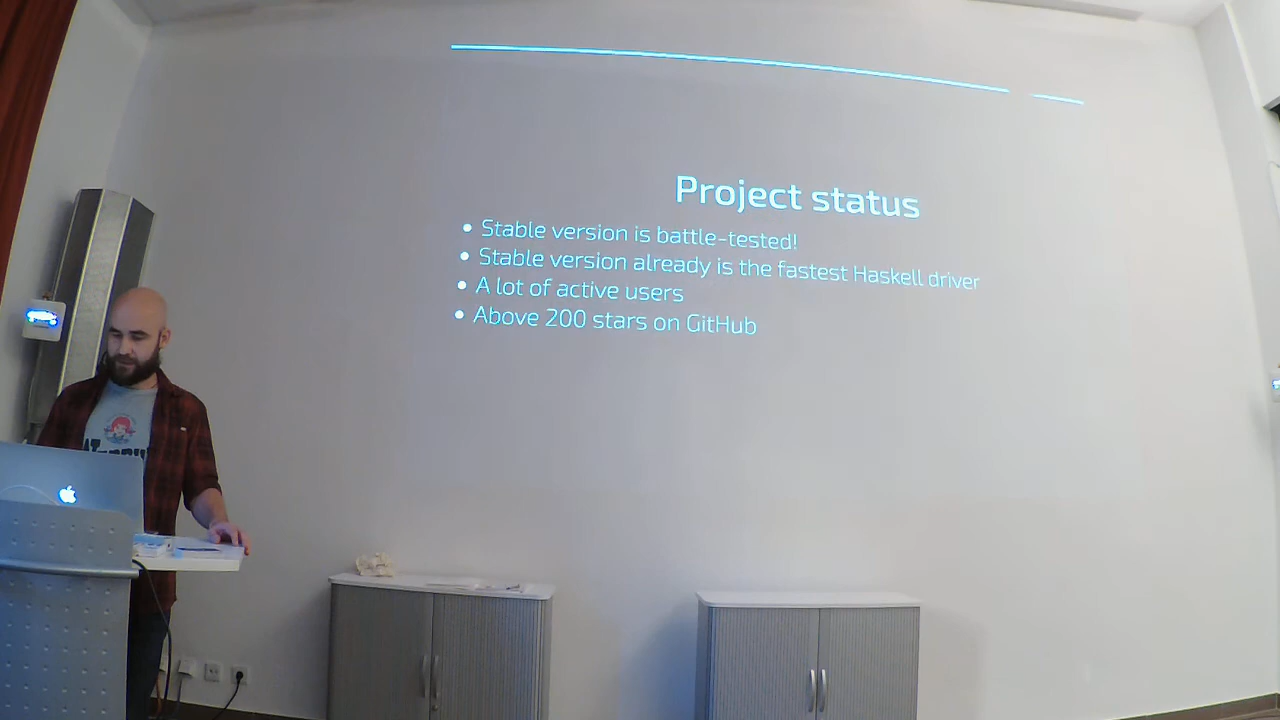 Project status
• Stable version is battle-tested!
• Stable version already is the fastest Haskell driver
• A lot of active users
• Above 200 stars on GitHub